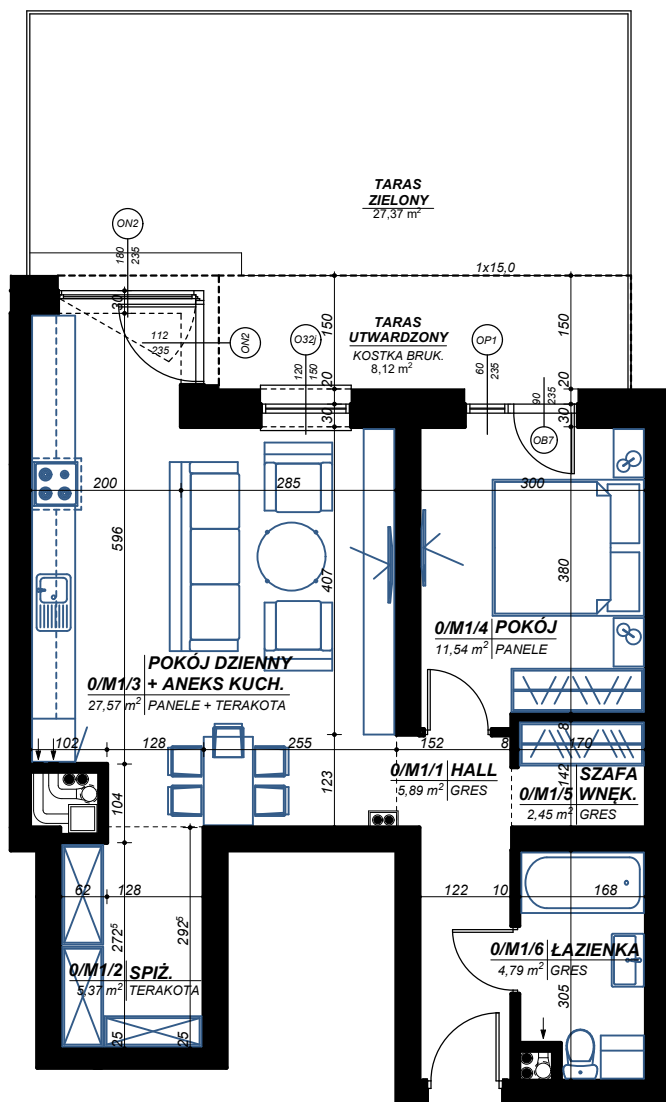 TARAS
ZIELONY
27,37 m²
ON2
180
235
1x15,0
30
112
235
ON2
150
O32j
120
150
TARAS
UTWARDZONY
KOSTKA BRUK.
8,12 m²
OP1
60
235
150
20
30
90
235
20
30
OB7
200
285
300
596
407
380
0/M1/4 POKÓJ
11,54 m² PANELE
POKÓJ DZIENNY
0/M1/3 + ANEKS KUCH.
27,57 m² PANELE + TERAKOTA
102
128
255
152
8
170
8
123
142
104
0/M1/1 HALL
5,89 m² GRES
SZAFA
0/M1/5 WNĘK.
2,45 m² GRES
62
128
122
10
168
272⁵
292⁵
0/M1/2 SPIŻ.
5,37 m² TERAKOTA
0/M1/6 ŁAZIENKA
4,79 m² GRES
305
25
25